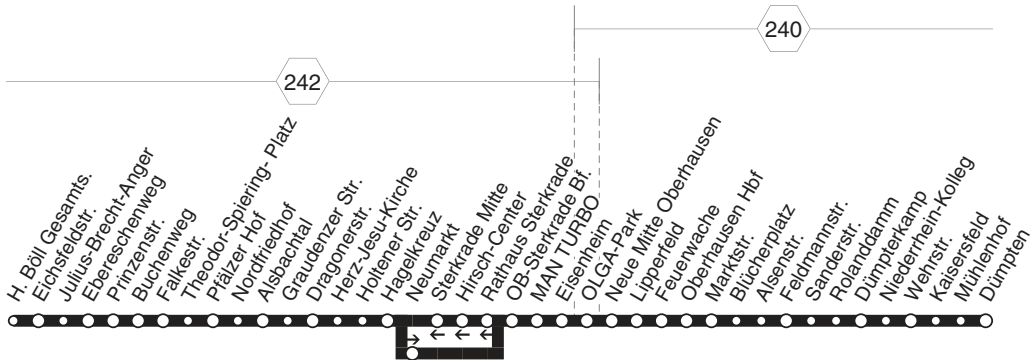 240
242
H. Böll Gesamts.
Eichsfeldstr.
Julius-Brecht-Anger
Ebereschenweg
Prinzenstr.
Buchenweg
Falkestr.
Theodor-Spiering- Platz
Pfälzer Hof
Nordfriedhof
Alsbachtal
Graudenzer Str.
Dragonerstr.
Herz-Jesu-Kirche
Holtener Str.
Hagelkreuz
Neumarkt
Sterkrade Mitte
Hirsch-Center
Rathaus Sterkrade
OB-Sterkrade Bf.
MAN TURBO
Eisenheim
OLGA-Park
Neue Mitte Oberhausen
Lipperfeld
Feuerwache
Oberhausen Hbf
Marktstr.
Blücherplatz
Alsenstr.
Feldmannstr.
Sanderstr.
Rolanddamm
Dümpterkamp
Niederrhein-Kolleg
Wehrstr.
Kaisersfeld
Mühlenhof
Dümpten